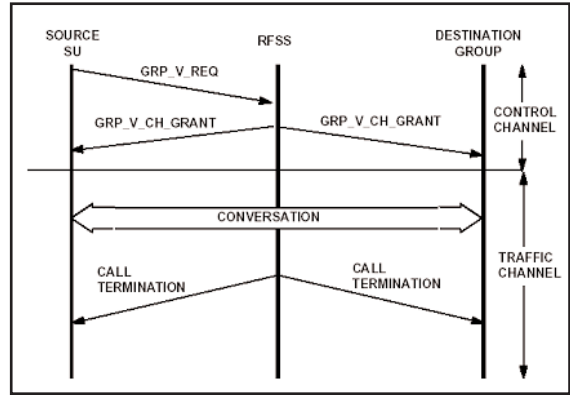 SOURCE
SU
RFSS
DESTINATION
GROUP
GRP_V_REQ
GRP_V_CH_GRANT
GRP_V_CH_GRANT
CONTROL
CHANNEL
CONVERSATION
TRAFFIC
CHANNEL
CALL
TERMINATION
CALL
TERMINATION